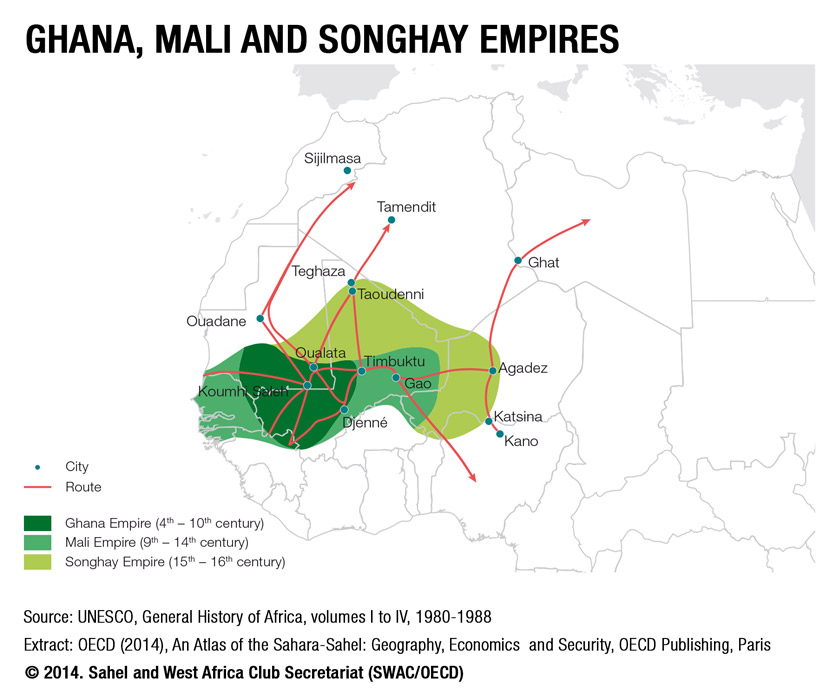 GHANA, MALI AND SONGHAY EMPIRES
Sijilmasa
Tamendit
Ghat
Teghaza
Taoudenni
Ouadane
Oualata
Timbuktu
Agadez
Gao
Koumhi Saleh
Djenné
Katsina
Kano
City
Route
Ghana Empire (4th – 10th century)
Mali Empire (9th – 14th century)
Songhay Empire (15th – 16th century)
Source: UNESCO, General History of Africa, volumes I to IV, 1980-1988
Extract: OECD (2014), An Atlas of the Sahara-Sahel: Geography, Economics and Security, OECD Publishing, Paris
© 2014. Sahel and West Africa Club Secretariat (SWAC/OECD)